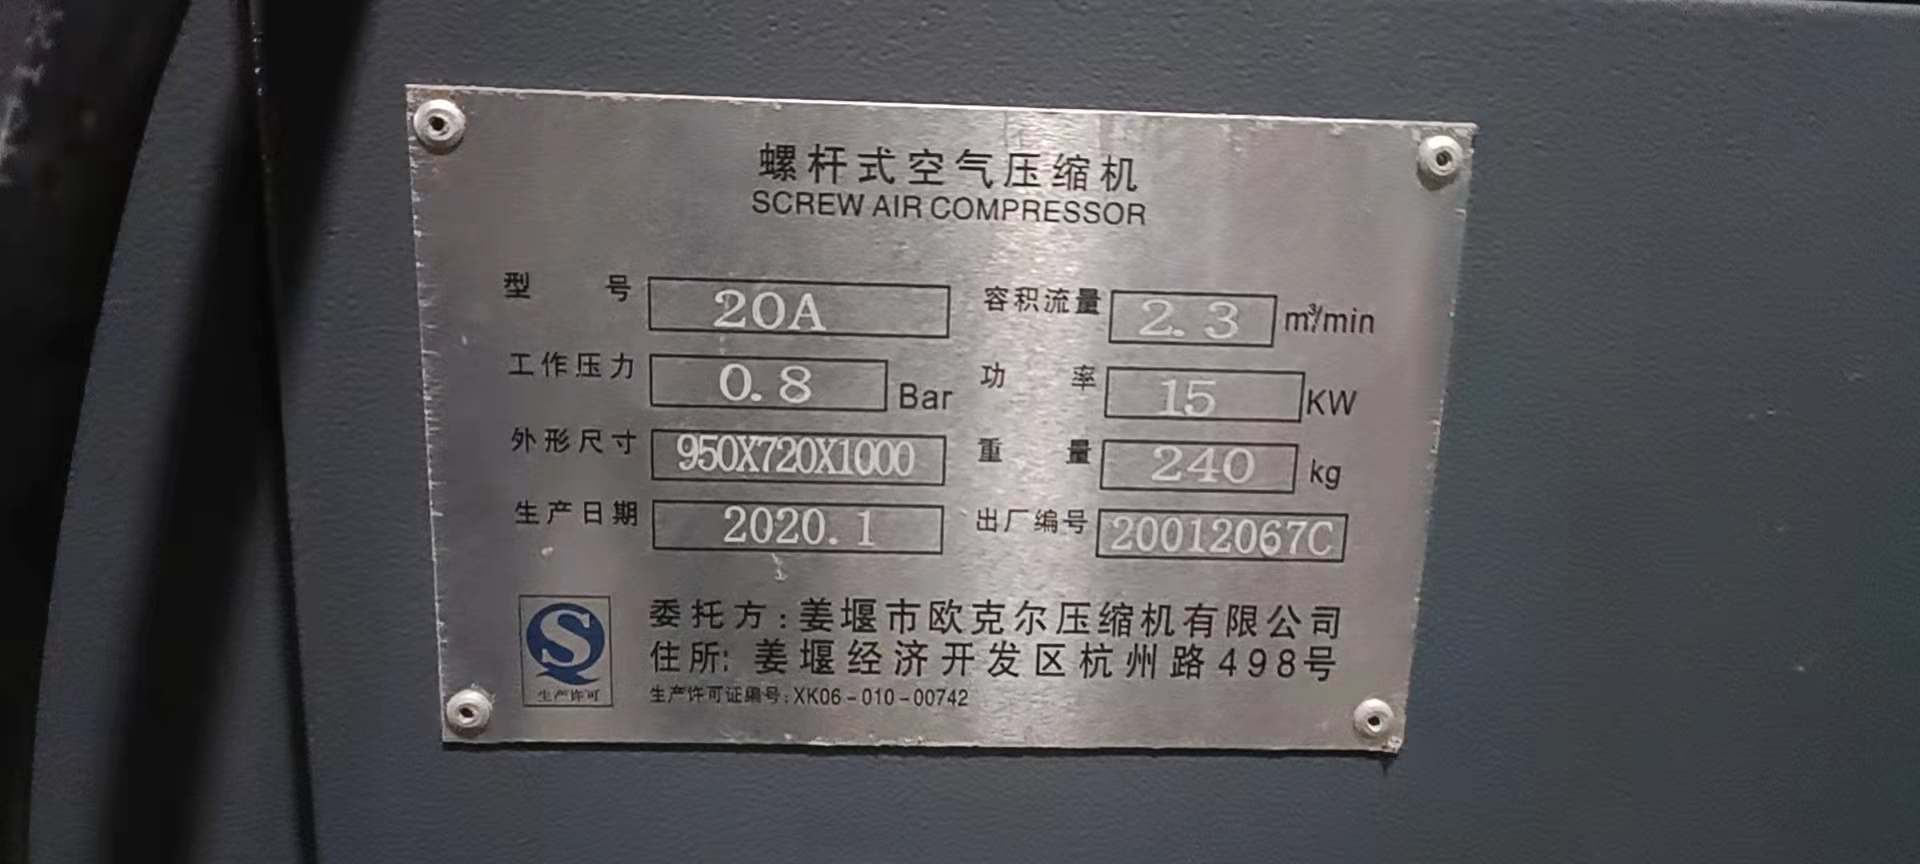 螺杆式空气压缩机
SCREW AIR COMPRESSOR
型 号 20A 容积流量 2.3 m³/min
工作压力 0.8 Bar 功 率 15 KW
外形尺寸 950X720X1000 重 量 240 kg
生产日期 2020.1 出厂编号 20012067C
委托方:姜堰市欧克尔压缩机有限公司
住所:姜堰经济开发区杭州路498号
生产许可证编号:XK06-010-00742
S
生产许可